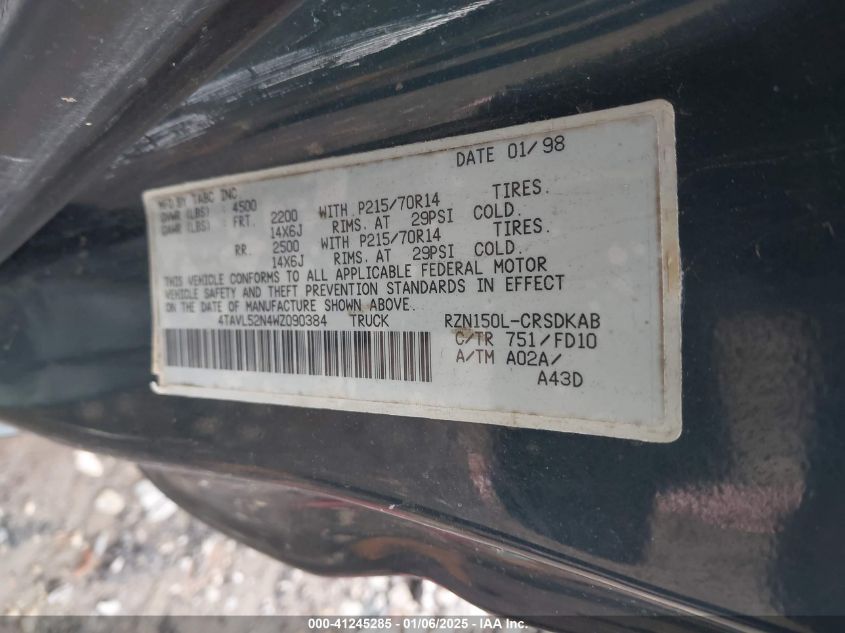 DATE 01/98
MFD BY TABC INC
GVWR (LBS) 4500
GAWR (LBS) FRT. 2200 WITH P215/70R14 TIRES.
14X6J RIMS. AT 29PSI COLD.
RR. 2500 WITH P215/70R14 TIRES.
14X6J RIMS. AT 29PSI COLD.
THIS VEHICLE CONFORMS TO ALL APPLICABLE FEDERAL MOTOR
VEHICLE SAFETY AND THEFT PREVENTION STANDARDS IN EFFECT
ON THE DATE OF MANUFACTURE SHOWN ABOVE.
4TAVL52N4WZ090384 TRUCK RZN150L-CRSDKAB
C/TR 751/FD10
A/TM A02A/
A43D
000-41245285 - 01/06/2025 - IAA Inc.